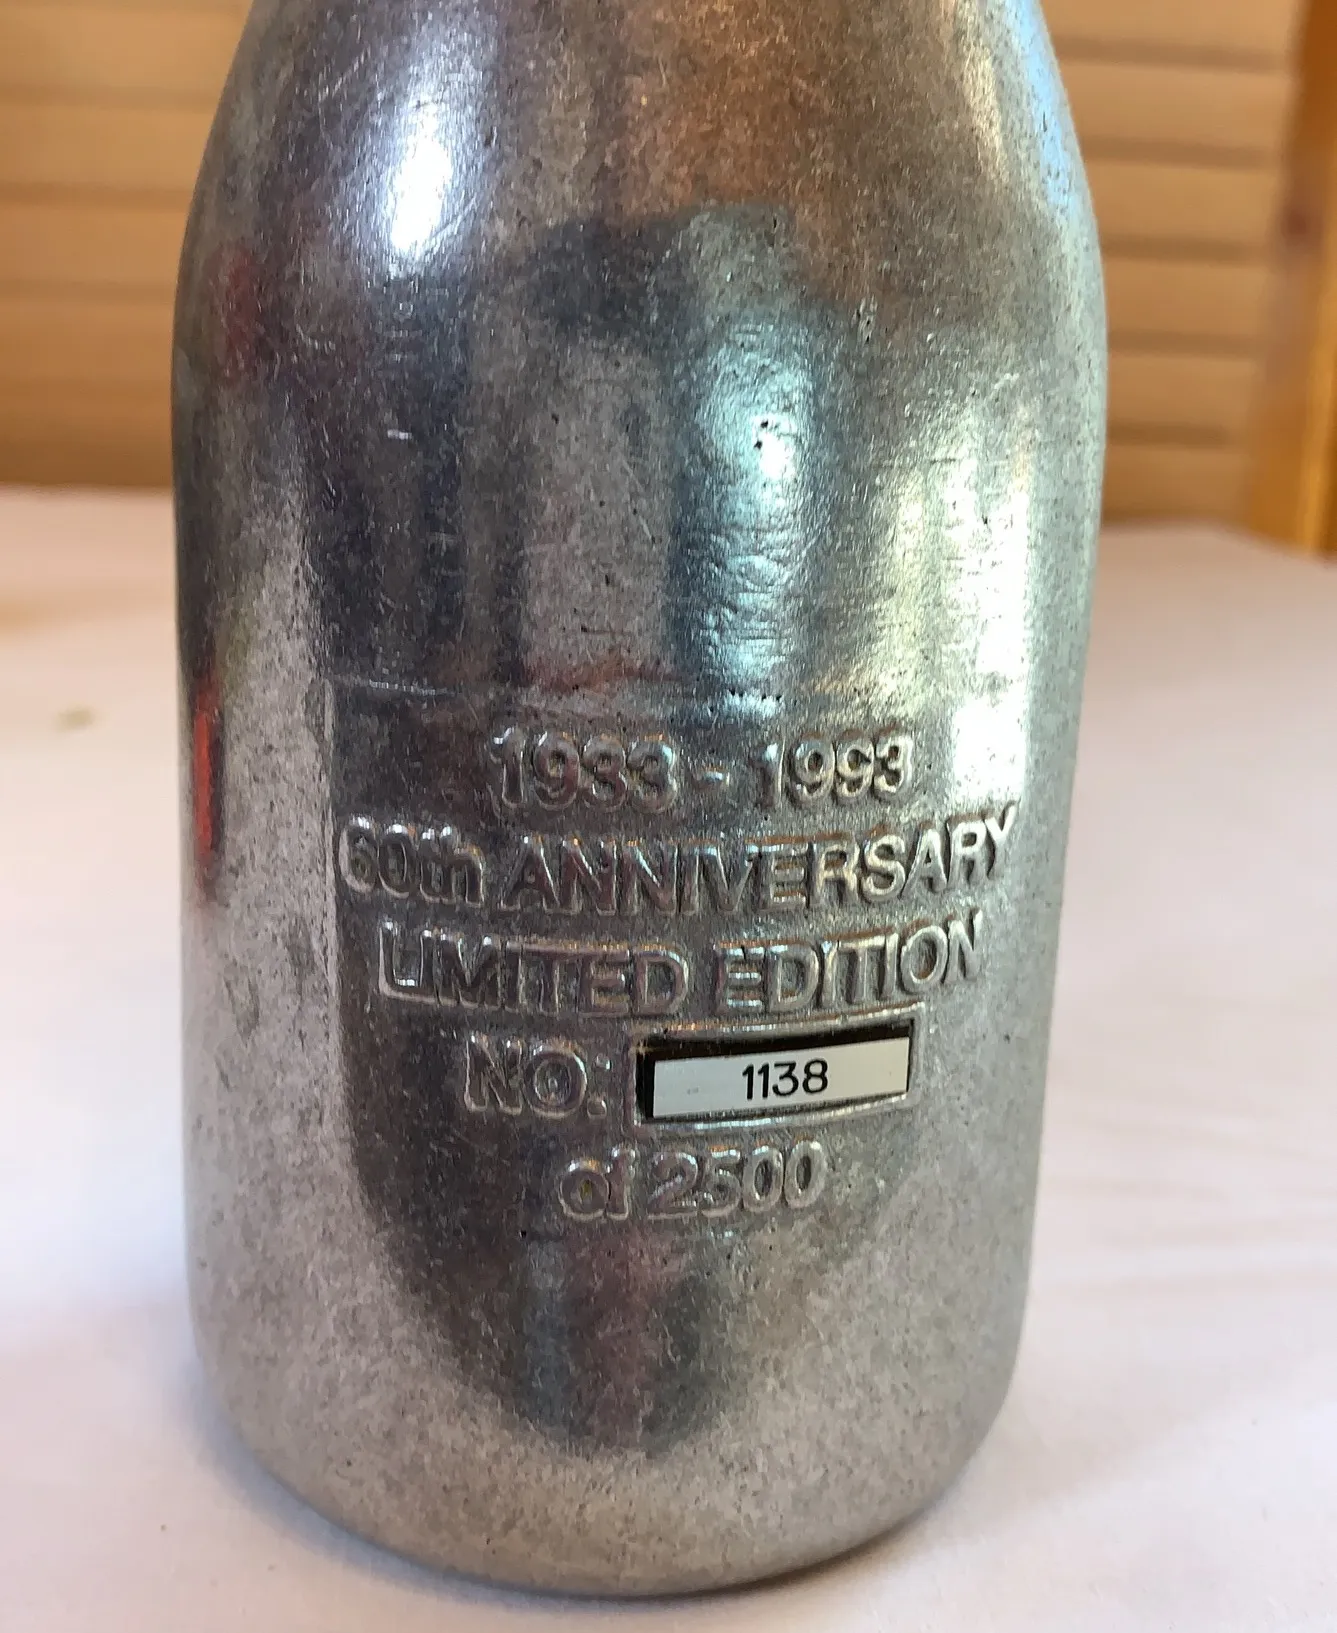 1933 - 1993
60th ANNIVERSARY
LIMITED EDITION
NO: 1138
of 2500